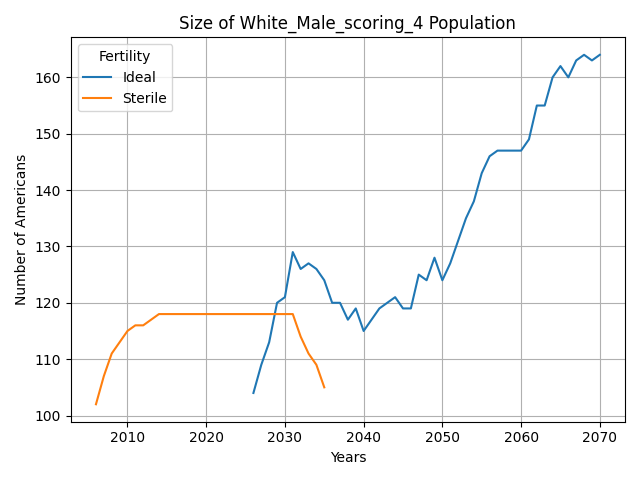 Size of White_Male_scoring_4 Population
Fertility
Ideal
Sterile
Number of Americans
160
150
140
130
120
110
100
2010 2020 2030 2040 2050 2060 2070
Years